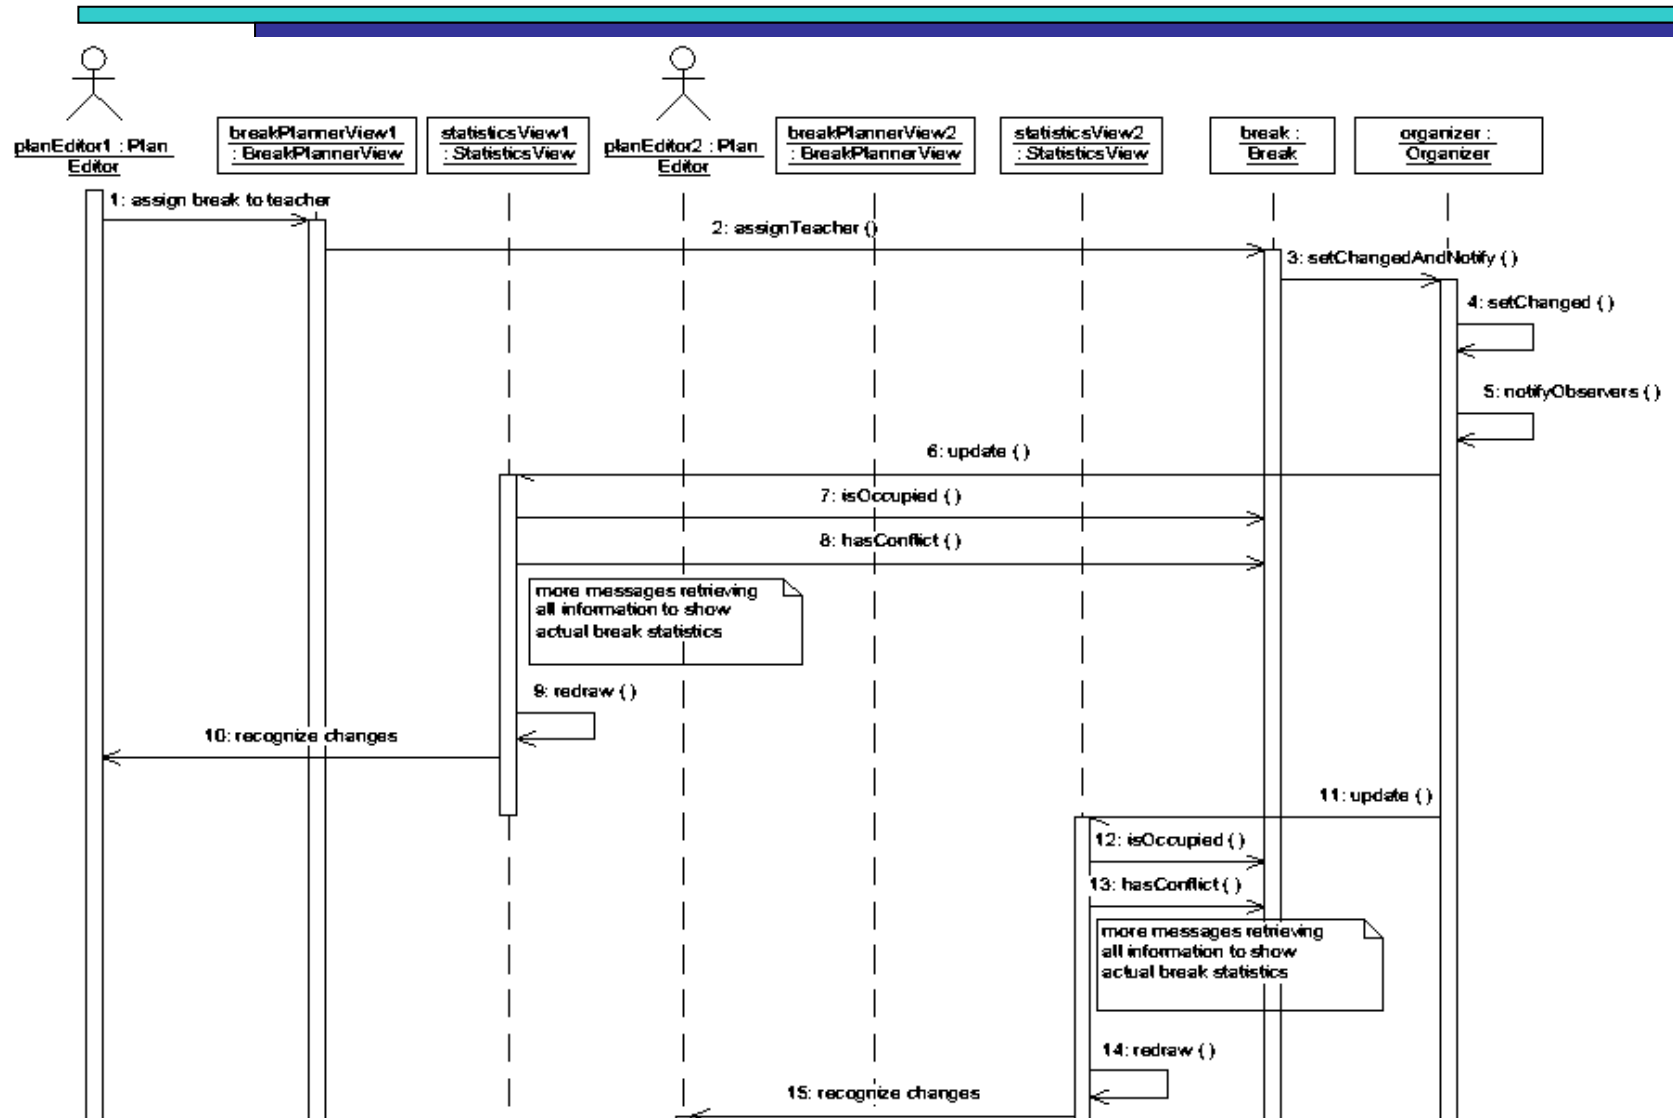 planEditor1 : Plan
Editor
breakPlannerView1
: BreakPlannerView
statisticsView1
: StatisticsView
planEditor2 : Plan
Editor
breakPlannerView2
: BreakPlannerView
statisticsView2
: StatisticsView
break :
Break
organizer :
Organizer
1: assign break to teacher
2: assignTeacher ( )
3: setChangedAndNotify ( )
4: setChanged ( )
5: notifyObservers ( )
6: update ( )
7: isOccupied ( )
8: hasConflict ( )
more messages retrieving
all information to show
actual break statistics
9: redraw ( )
10: recognize changes
11: update ( )
12: isOccupied ( )
13: hasConflict ( )
more messages retrieving
all information to show
actual break statistics
14: redraw ( )
15: recognize changes